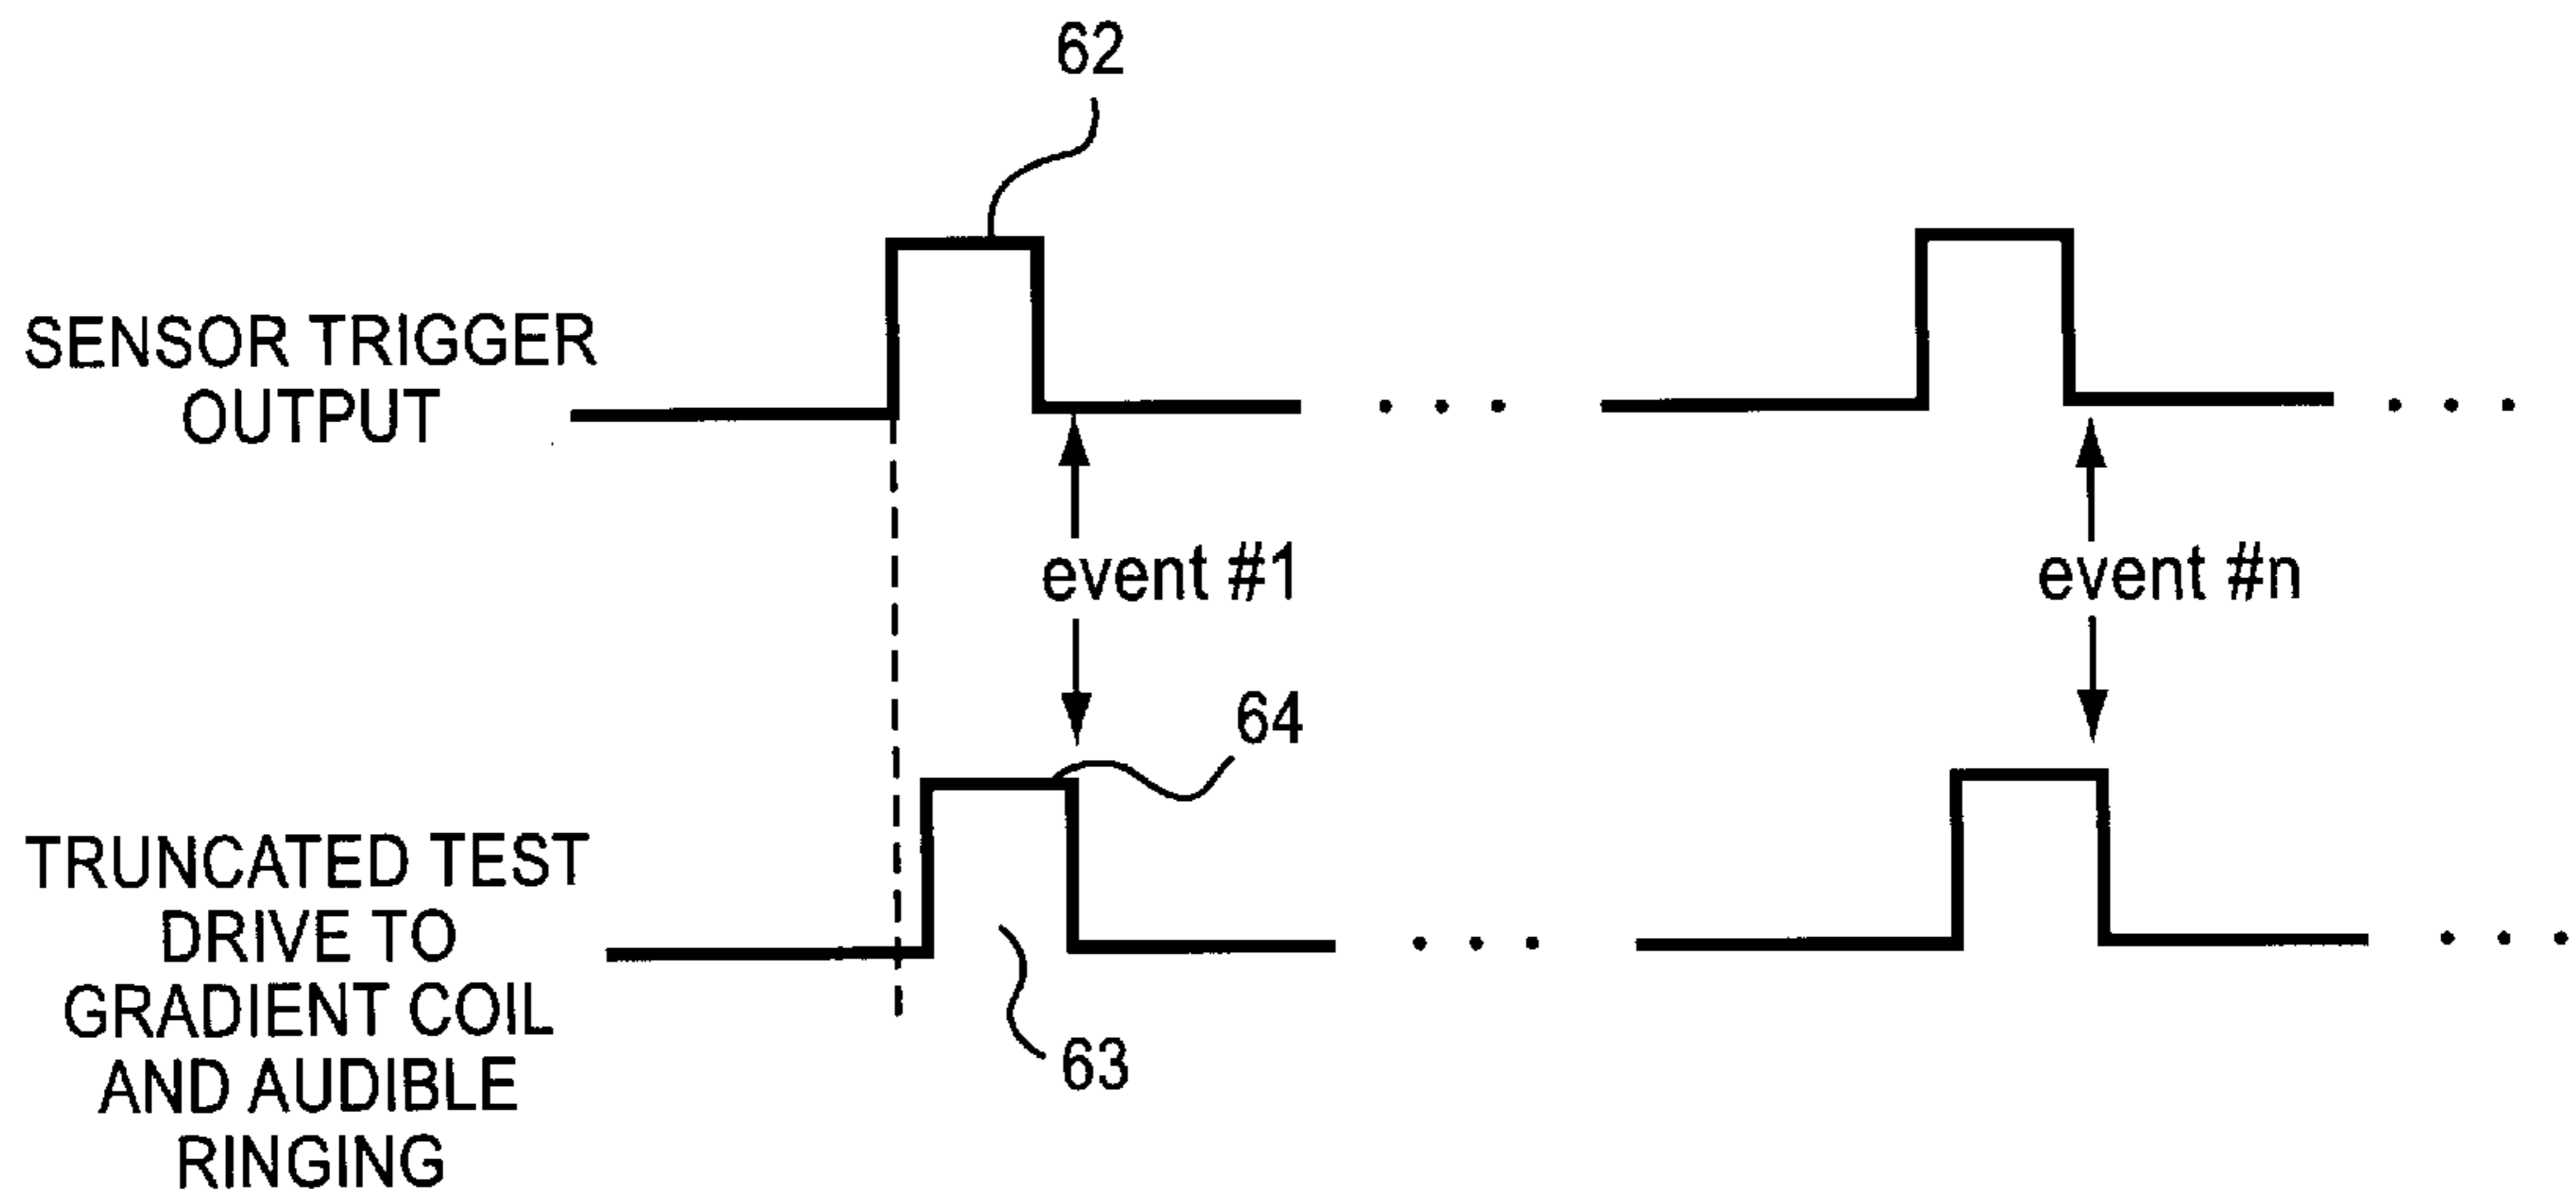 62
SENSOR TRIGGER
OUTPUT
. . .
. . .
event #1
event #n
64
TRUNCATED TEST
DRIVE TO
GRADIENT COIL
AND AUDIBLE
RINGING
. . .
. . .
63